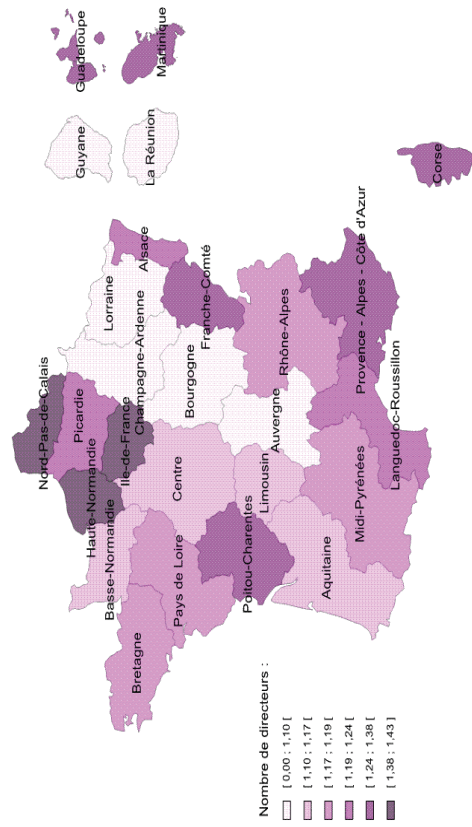 Guadeloupe
Martinique
Guyane
La Réunion
Nord-Pas-de-Calais
Picardie
Haute-Normandie
Ile-de-France
Basse-Normandie
Champagne-Ardenne
Lorraine
Alsace
Bretagne
Pays de Loire
Centre
Bourgogne
Franche-Comté
Poitou-Charentes
Limousin
Auvergne
Rhône-Alpes
Aquitaine
Midi-Pyrénées
Languedoc-Roussillon
Provence - Alpes - Côte d'Azur
Corse
Nombre de directeurs :
[ 0,00 ; 1,10 [
[ 1,10 ; 1,17 [
[ 1,17 ; 1,19 [
[ 1,19 ; 1,24 [
[ 1,24 ; 1,38 [
[ 1,38 ; 1,43 ]